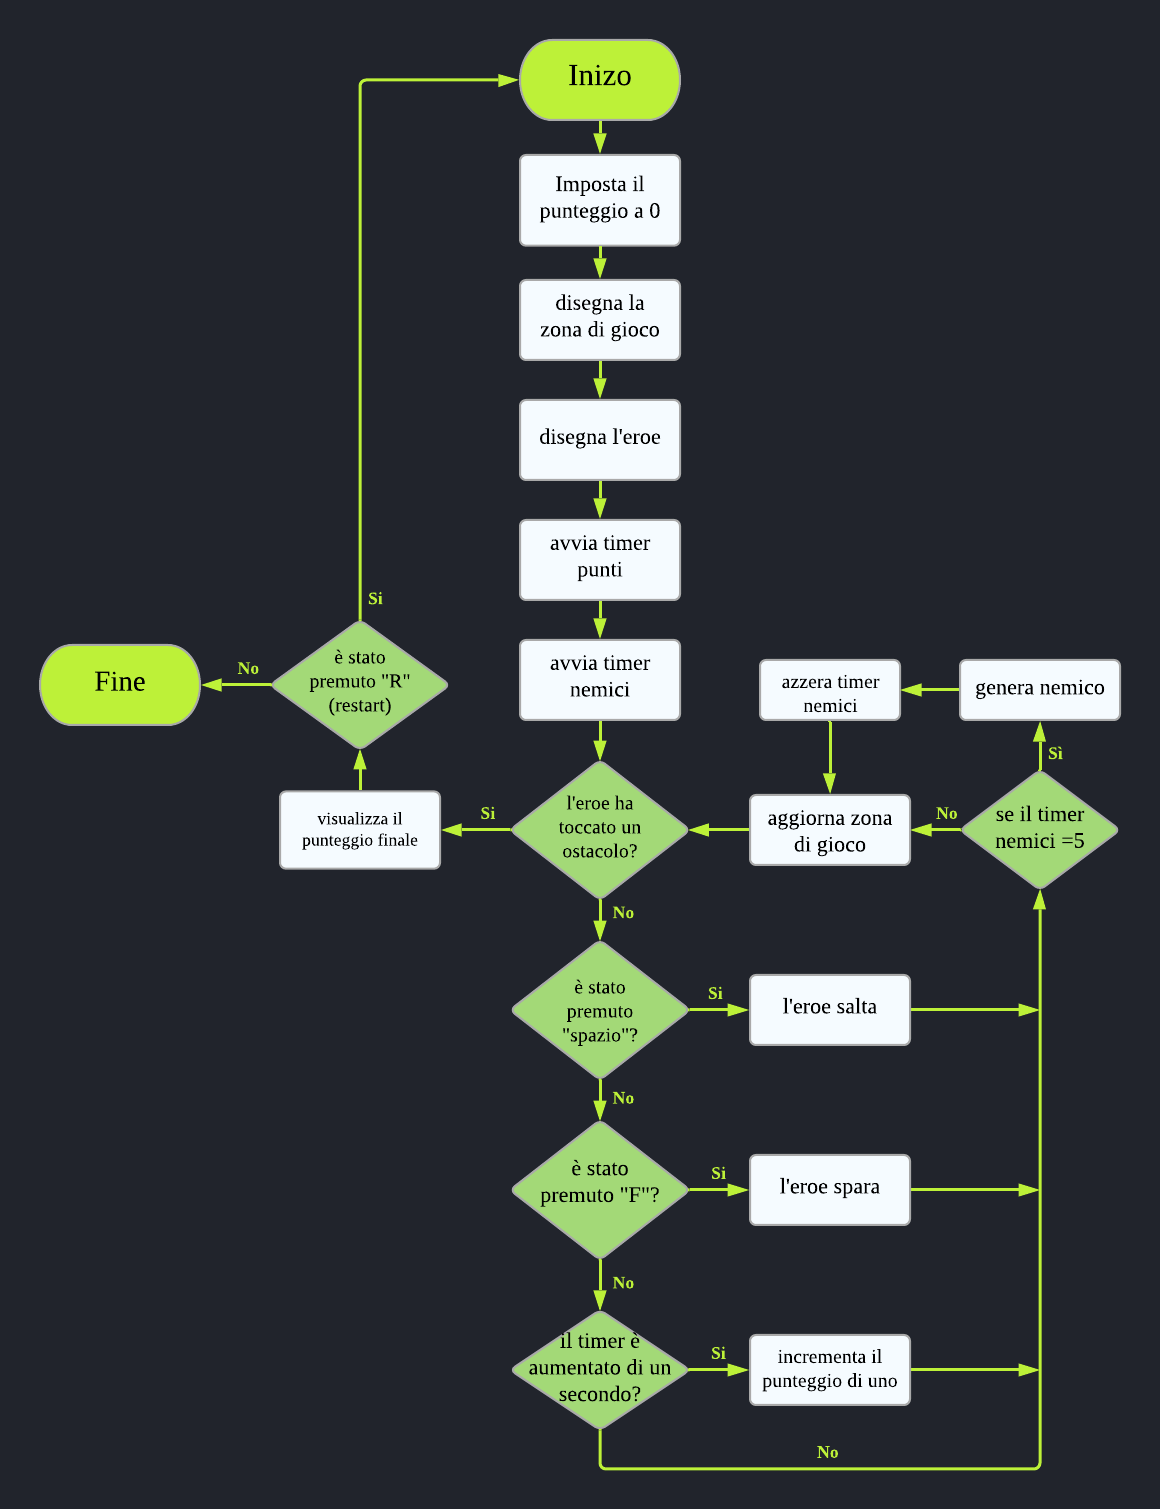 Inizo
Imposta il
punteggio a 0
disegna la
zona di gioco
disegna l'eroe
avvia timer
punti
avvia timer
nemici
Si
è stato
premuto "R"
(restart)
No
Fine
azzera timer
nemici
genera nemico
Sì
se il timer
nemici =5
No
aggiorna zona
di gioco
l'eroe ha
toccato un
ostacolo?
Si
visualizza il
punteggio finale
No
è stato
premuto
"spazio"?
Si
l'eroe salta
No
è stato
premuto "F"?
Si
l'eroe spara
No
il timer è
aumentato di un
secondo?
Si
incrementa il
punteggio di uno
No